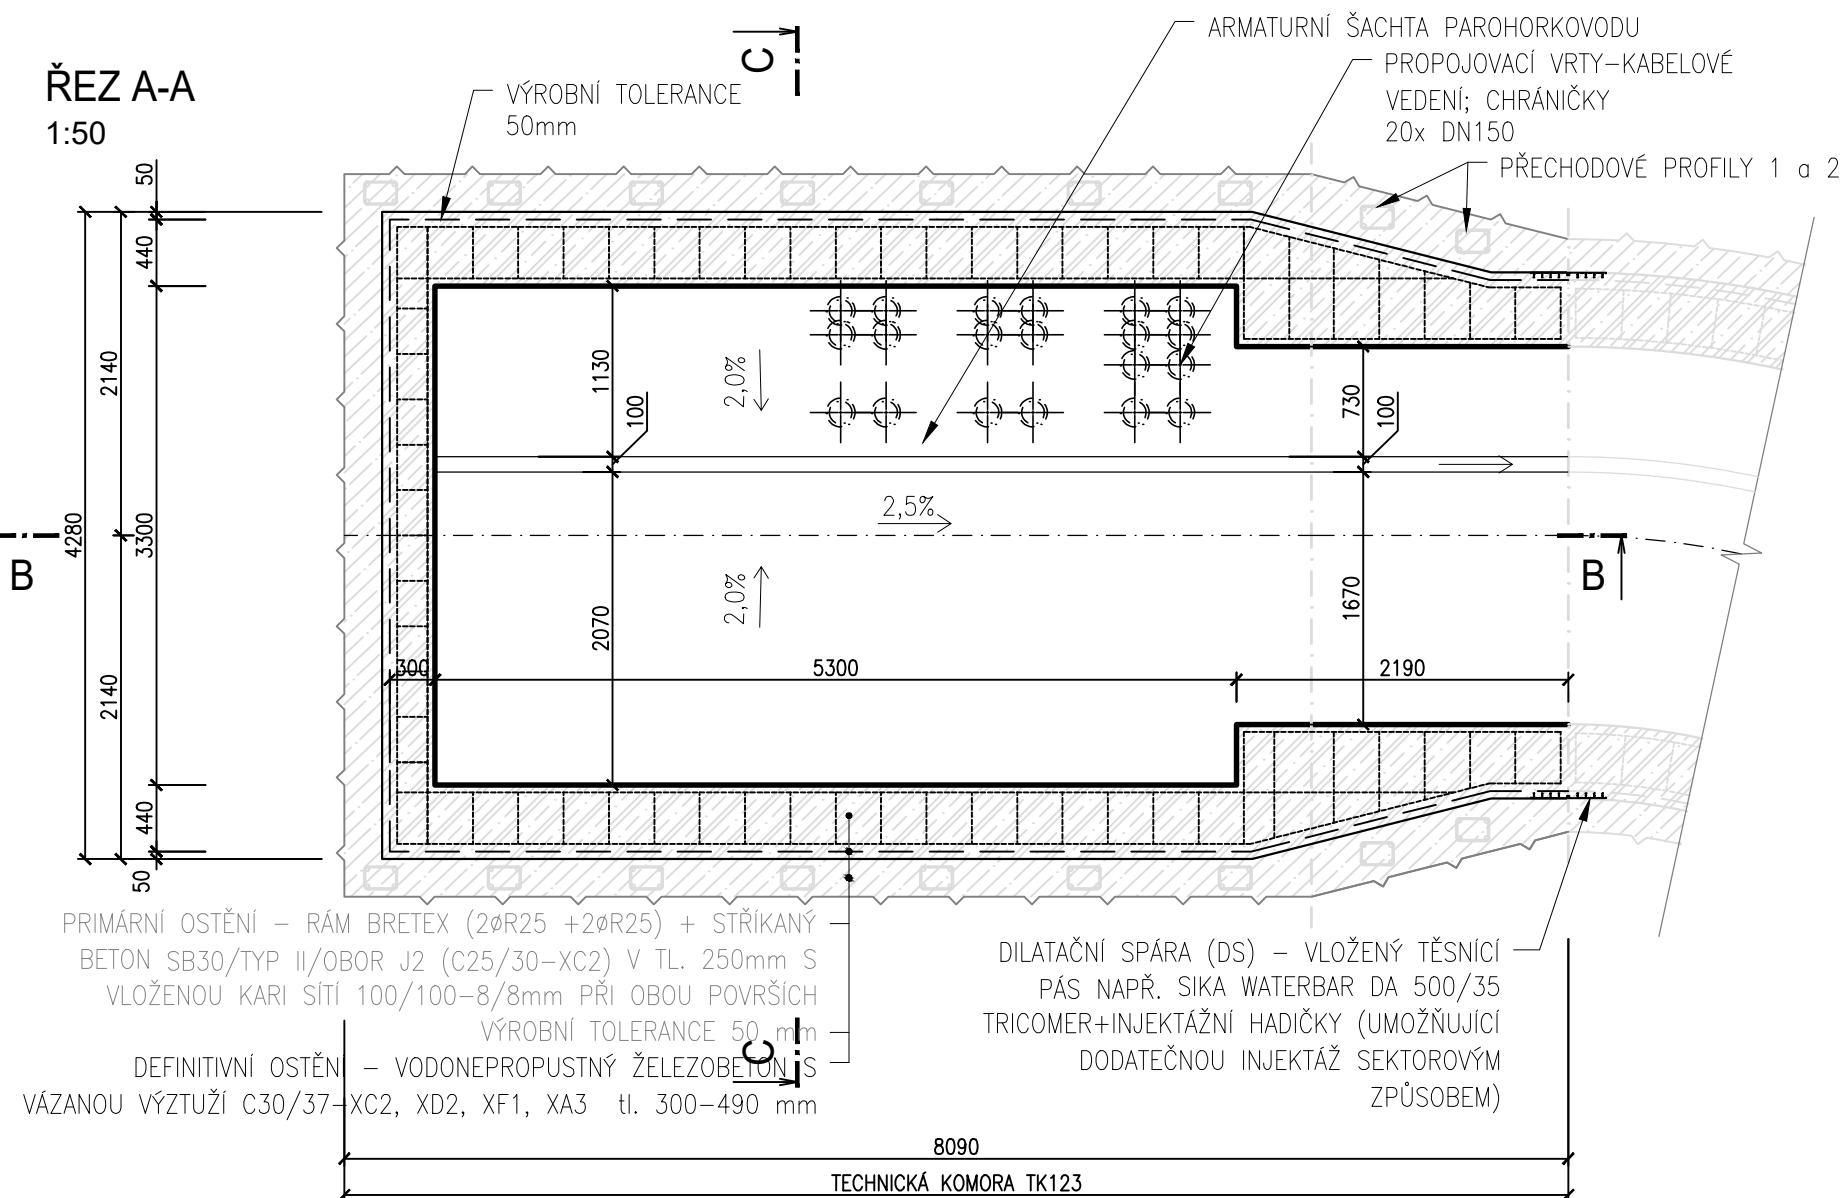 ŘEZ A-A
1:50
C
VÝROBNÍ TOLERANCE
50mm
ARMATURNÍ ŠACHTA PAROHORKOVODU
PROPOJOVACÍ VRTY-KABELOVÉ
VEDENÍ; CHRÁNIČKY
20x DN150
PŘECHODOVÉ PROFILY 1 a 2
50
440
2140
4280
3300
2140
440
50
1130
100
2,0%
730
100
2,5%
2,0%
2070
1670
300
5300
2190
B
B
PRIMÁRNÍ OSTĚNÍ – RÁM BRETEX (2øR25 +2øR25) + STŘÍKANÝ
BETON SB30/TYP II/OBOR J2 (C25/30-XC2) V TL. 250mm S
VLOŽENOU KARI SÍTÍ 100/100-8/8mm PŘI OBOU POVRŠÍCH
VÝROBNÍ TOLERANCE 50 mm
DEFINITIVNÍ OSTĚNÍ – VODONEPROPUSTNÝ ŽELEZOBETON S
VÁZANOU VÝZTUŽÍ C30/37-XC2, XD2, XF1, XA3 tl. 300-490 mm
C
DILATAČNÍ SPÁRA (DS) – VLOŽENÝ TĚSNÍCÍ
PÁS NAPŘ. SIKA WATERBAR DA 500/35
TRICOMER+INJEKTÁŽNÍ HADIČKY (UMOŽŇUJÍCÍ
DODATEČNOU INJEKTÁŽ SEKTOROVÝM
ZPŮSOBEM)
8090
TECHNICKÁ KOMORA TK123